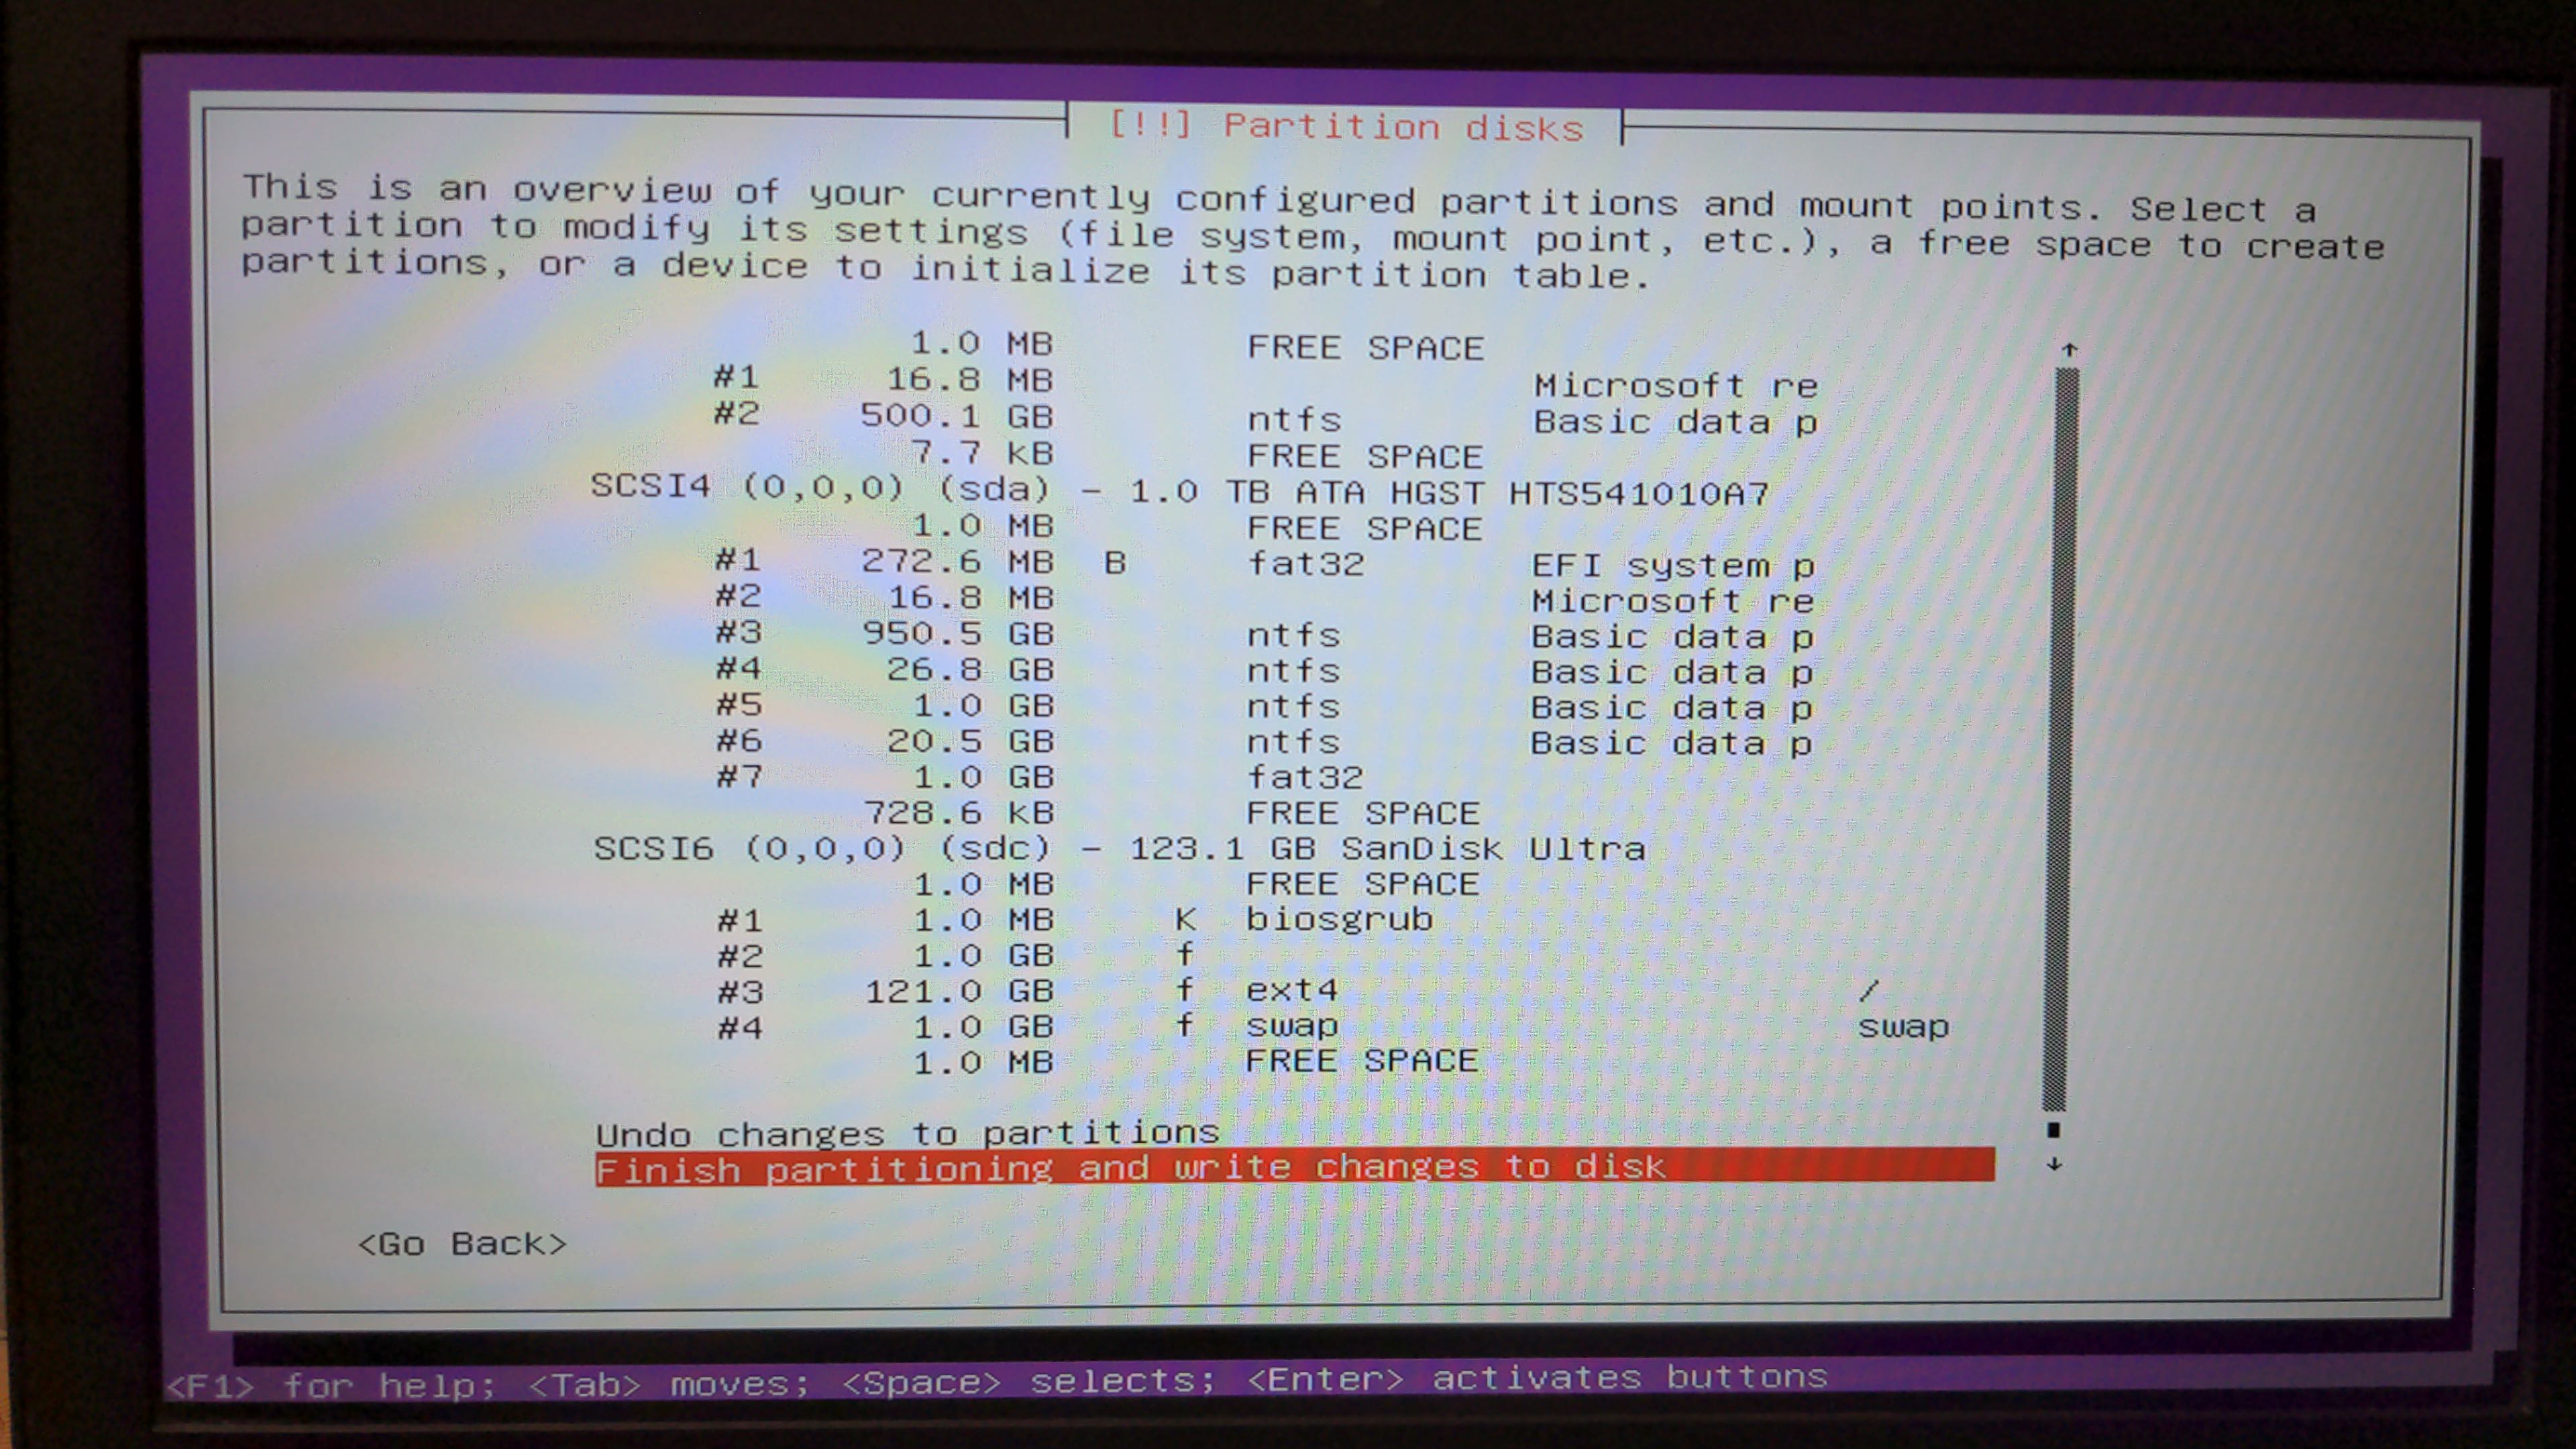 [!!] Partition disks
This is an overview of your currently configured partitions and mount points. Select a
partition to modify its settings (file system, mount point, etc.), a free space to create
partitions, or a device to initialize its partition table.
1.0 MB FREE SPACE
#1 16.8 MB Microsoft re
#2 500.1 GB ntfs Basic data p
7.7 kB FREE SPACE
SCSI4 (0,0,0) (sda) - 1.0 TB ATA HGST HTS541010A7
1.0 MB FREE SPACE
#1 272.6 MB B fat32 EFI system p
#2 16.8 MB Microsoft re
#3 950.5 GB ntfs Basic data p
#4 26.8 GB ntfs Basic data p
#5 1.0 GB ntfs Basic data p
#6 20.5 GB ntfs Basic data p
#7 1.0 GB fat32
728.6 kB FREE SPACE
SCSI6 (0,0,0) (sdc) - 123.1 GB SanDisk Ultra
1.0 MB FREE SPACE
#1 1.0 MB K biosgrub
#2 1.0 GB f
#3 121.0 GB f ext4 /
#4 1.0 GB f swap swap
1.0 MB FREE SPACE
Undo changes to partitions
Finish partitioning and write changes to disk
<Go Back>
<F1> for help; <Tab> moves; <Space> selects; <Enter> activates buttons